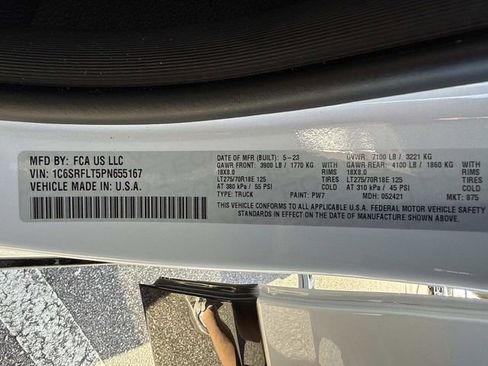 MFD BY: FCA US LLC
VIN: 1C6SRFLT5PN655167
VEHICLE MADE IN U.S.A.
DATE OF MFR (BUILT): 5-23 GVWR: 7100 LB / 3221 KG
GAWR FRONT: 3900 LB / 1770 KG WITH GAWR REAR: 4100 LB / 1860 KG WITH
18X8.0 RIMS 18X8.0 RIMS
LT275/70R18E 125 TIRES LT275/70R18E 125 TIRES
AT 380 kPa / 55 PSI COLD AT 310 kPa / 45 PSI COLD
TYPE: TRUCK PAINT: PW7 MDH: 052421 MKT: 875
THIS VEHICLE CONFORMS TO ALL APPLICABLE U.S.A. FEDERAL MOTOR VEHICLE SAFETY
STANDARDS IN EFFECT ON THE DATE OF MANUFACTURE SHOWN ABOVE.